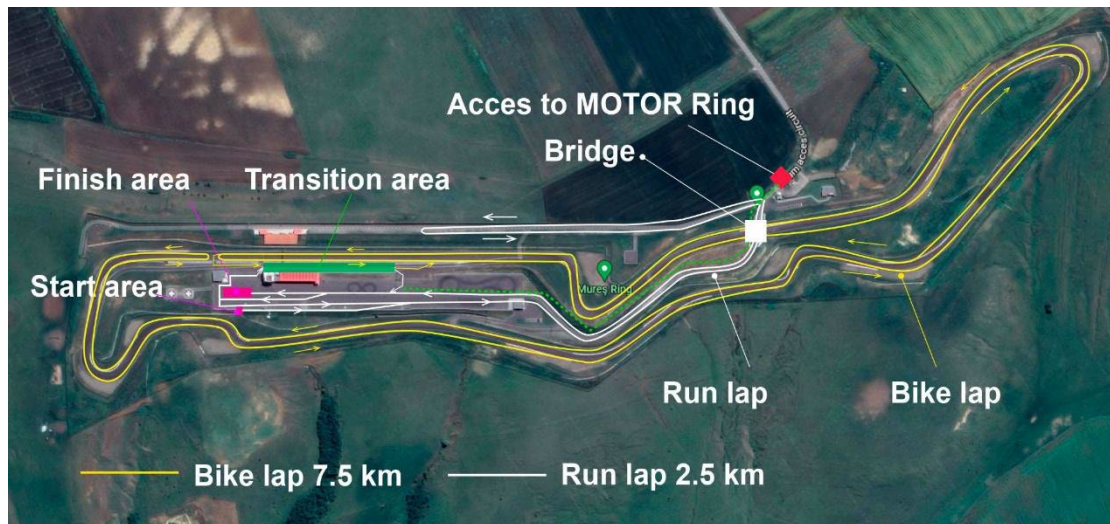 Acces to MOTOR Ring
Bridge
Finish area
Transition area
Start area
Mureș Ring
Run lap
Bike lap
Bike lap 7.5 km
Run lap 2.5 km